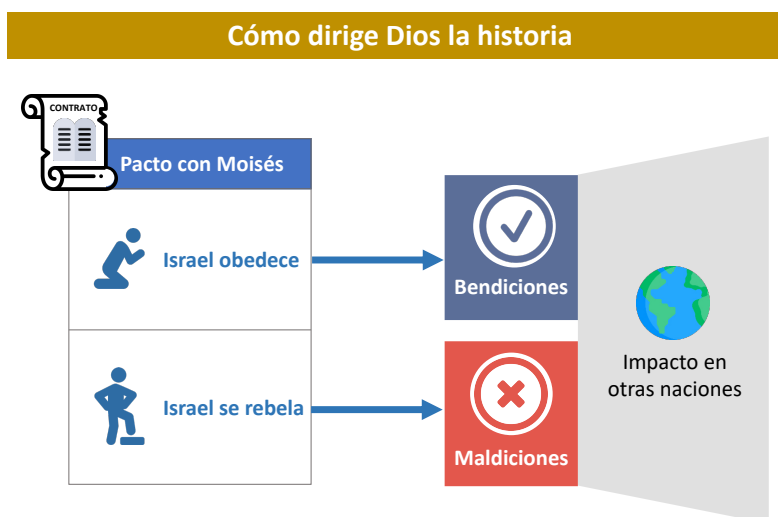 Cómo dirige Dios la historia
CONTRATO
Pacto con Moisés
Israel obedece
Bendiciones
Israel se rebela
Maldiciones
Impacto en
otras naciones